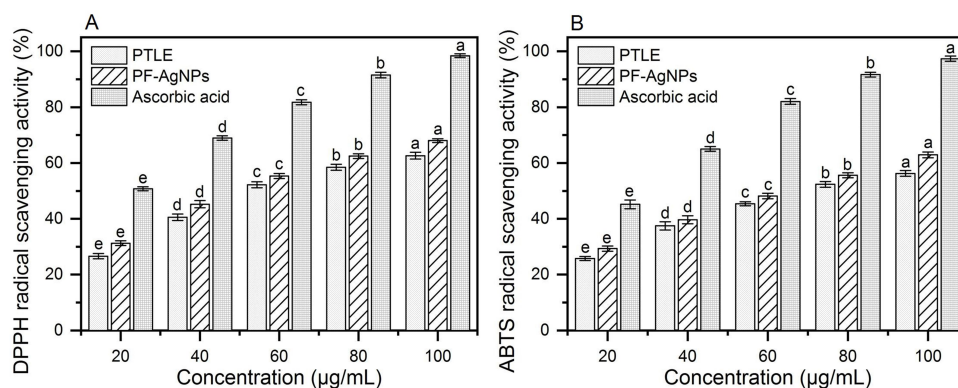 A
DPPH radical scavenging activity (%)
100
80
60
40
20
0
PTLE
PF-AgNPs
Ascorbic acid
e e e
d d d
c c c
b b b
a a a
20 40 60 80 100
Concentration (μg/mL)
B
ABTS radical scavenging activity (%)
100
80
60
40
20
0
PTLE
PF-AgNPs
Ascorbic acid
e e e
d d d
c c c
b b b
a a a
20 40 60 80 100
Concentration (μg/mL)